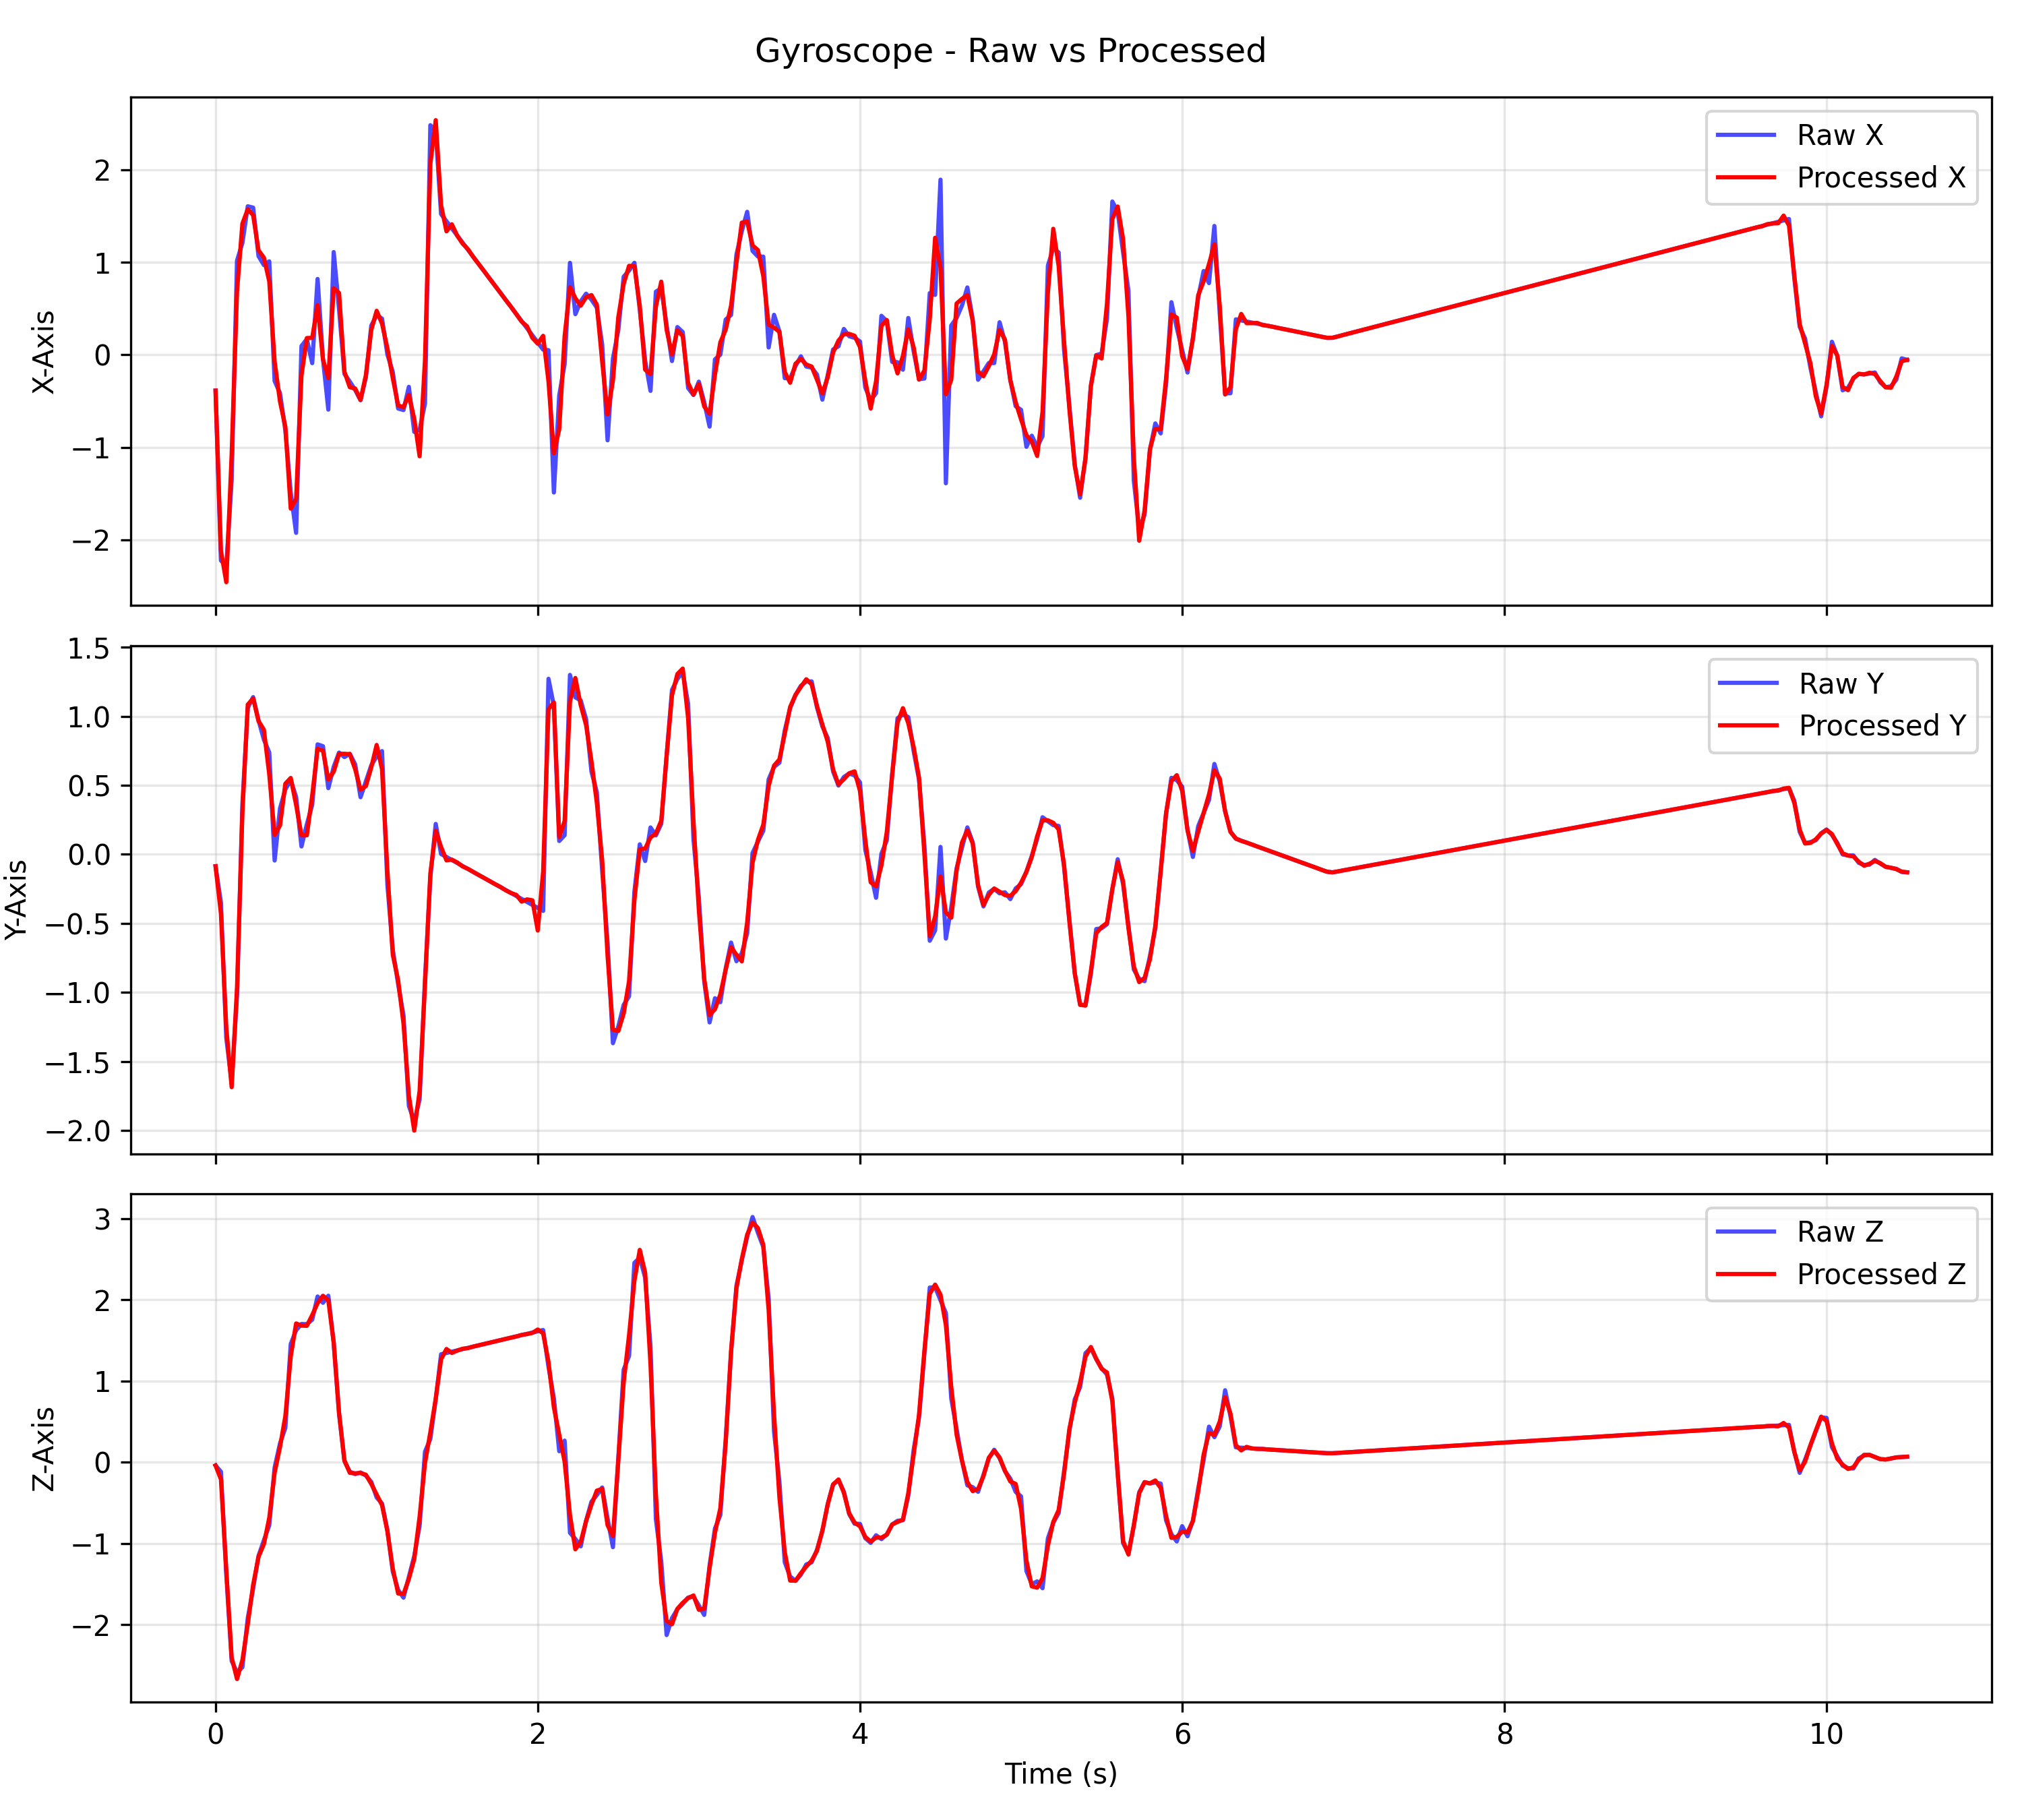 Gyroscope - Raw vs Processed
X-Axis
2
1
0
−1
−2
Raw X
Processed X
Y-Axis
1.5
1.0
0.5
0.0
−0.5
−1.0
−1.5
−2.0
Raw Y
Processed Y
Z-Axis
3
2
1
0
−1
−2
Raw Z
Processed Z
0 2 4 6 8 10
Time (s)